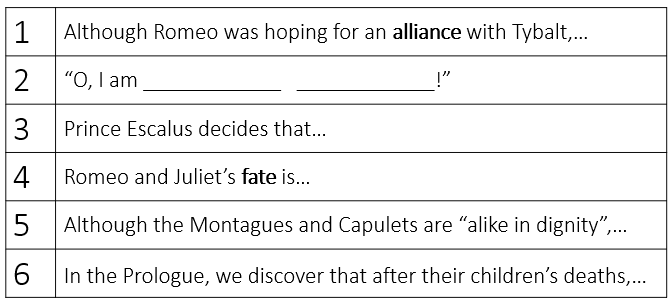 1 Although Romeo was hoping for an alliance with Tybalt,…
2 “O, I am ____________ ____________!”
3 Prince Escalus decides that…
4 Romeo and Juliet’s fate is…
5 Although the Montagues and Capulets are “alike in dignity”,…
6 In the Prologue, we discover that after their children’s deaths,…